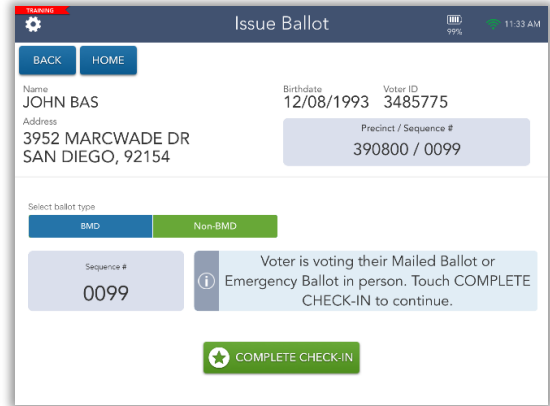 TRAINING
Issue Ballot
99%
11:33 AM
BACK
HOME
Name
JOHN BAS
Birthdate
12/08/1993
Voter ID
3485775
Address
3952 MARCWADE DR
SAN DIEGO, 92154
Precinct / Sequence #
390800 / 0099
Select ballot type
BMD
Non-BMD
Sequence #
0099
Voter is voting their Mailed Ballot or
Emergency Ballot in person. Touch COMPLETE
CHECK-IN to continue.
COMPLETE CHECK-IN